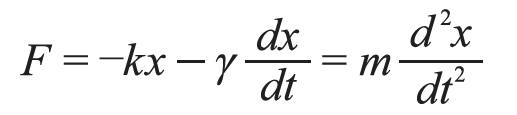 F = −kx − γ dx/dt = m d²x/dt²